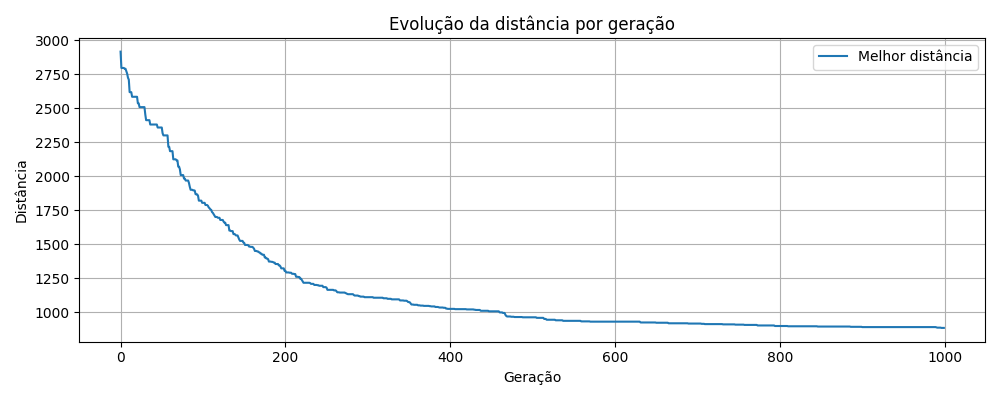 Evolução da distância por geração
Melhor distância
Distância
3000
2750
2500
2250
2000
1750
1500
1250
1000
0 200 400 600 800 1000
Geração